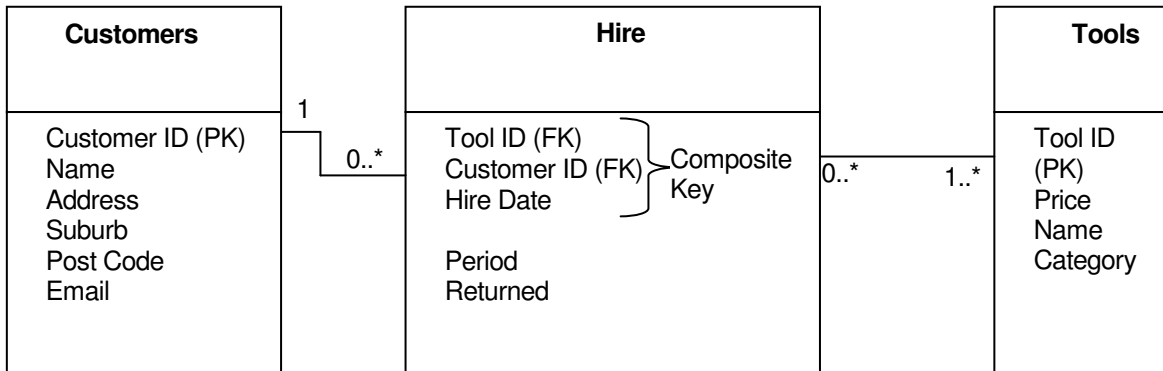 Customers
Customer ID (PK)
Name
Address
Suburb
Post Code
Email
1
0..*
Hire
Tool ID (FK)
Customer ID (FK)
Hire Date
Composite
Key
Period
Returned
0..*
1..*
Tools
Tool ID
(PK)
Price
Name
Category